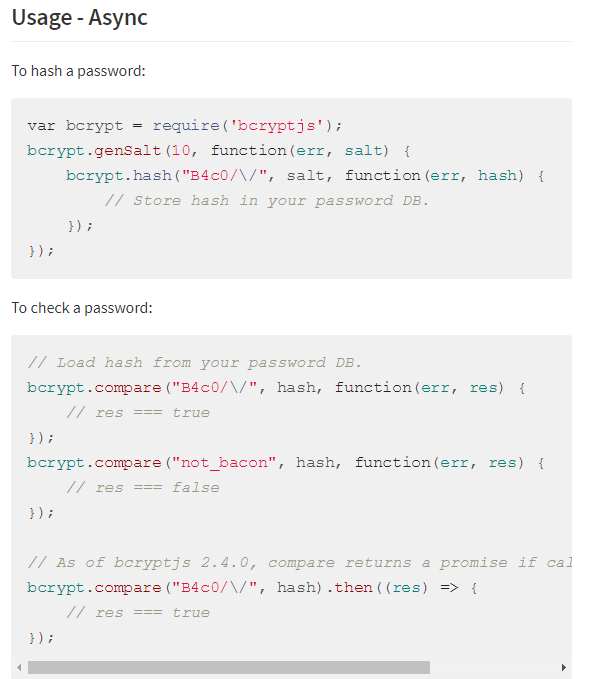 Usage - Async
To hash a password:
var bcrypt = require('bcryptjs');
bcrypt.genSalt(10, function(err, salt) {
    bcrypt.hash("B4c0/\/", salt, function(err, hash) {
        // Store hash in your password DB.
    });
});
To check a password:
// Load hash from your password DB.
bcrypt.compare("B4c0/\/", hash, function(err, res) {
    // res === true
});
bcrypt.compare("not_bacon", hash, function(err, res) {
    // res === false
});
// As of bcryptjs 2.4.0, compare returns a promise if
bcrypt.compare("B4c0/\/", hash).then((res) => {
    // res === true
});